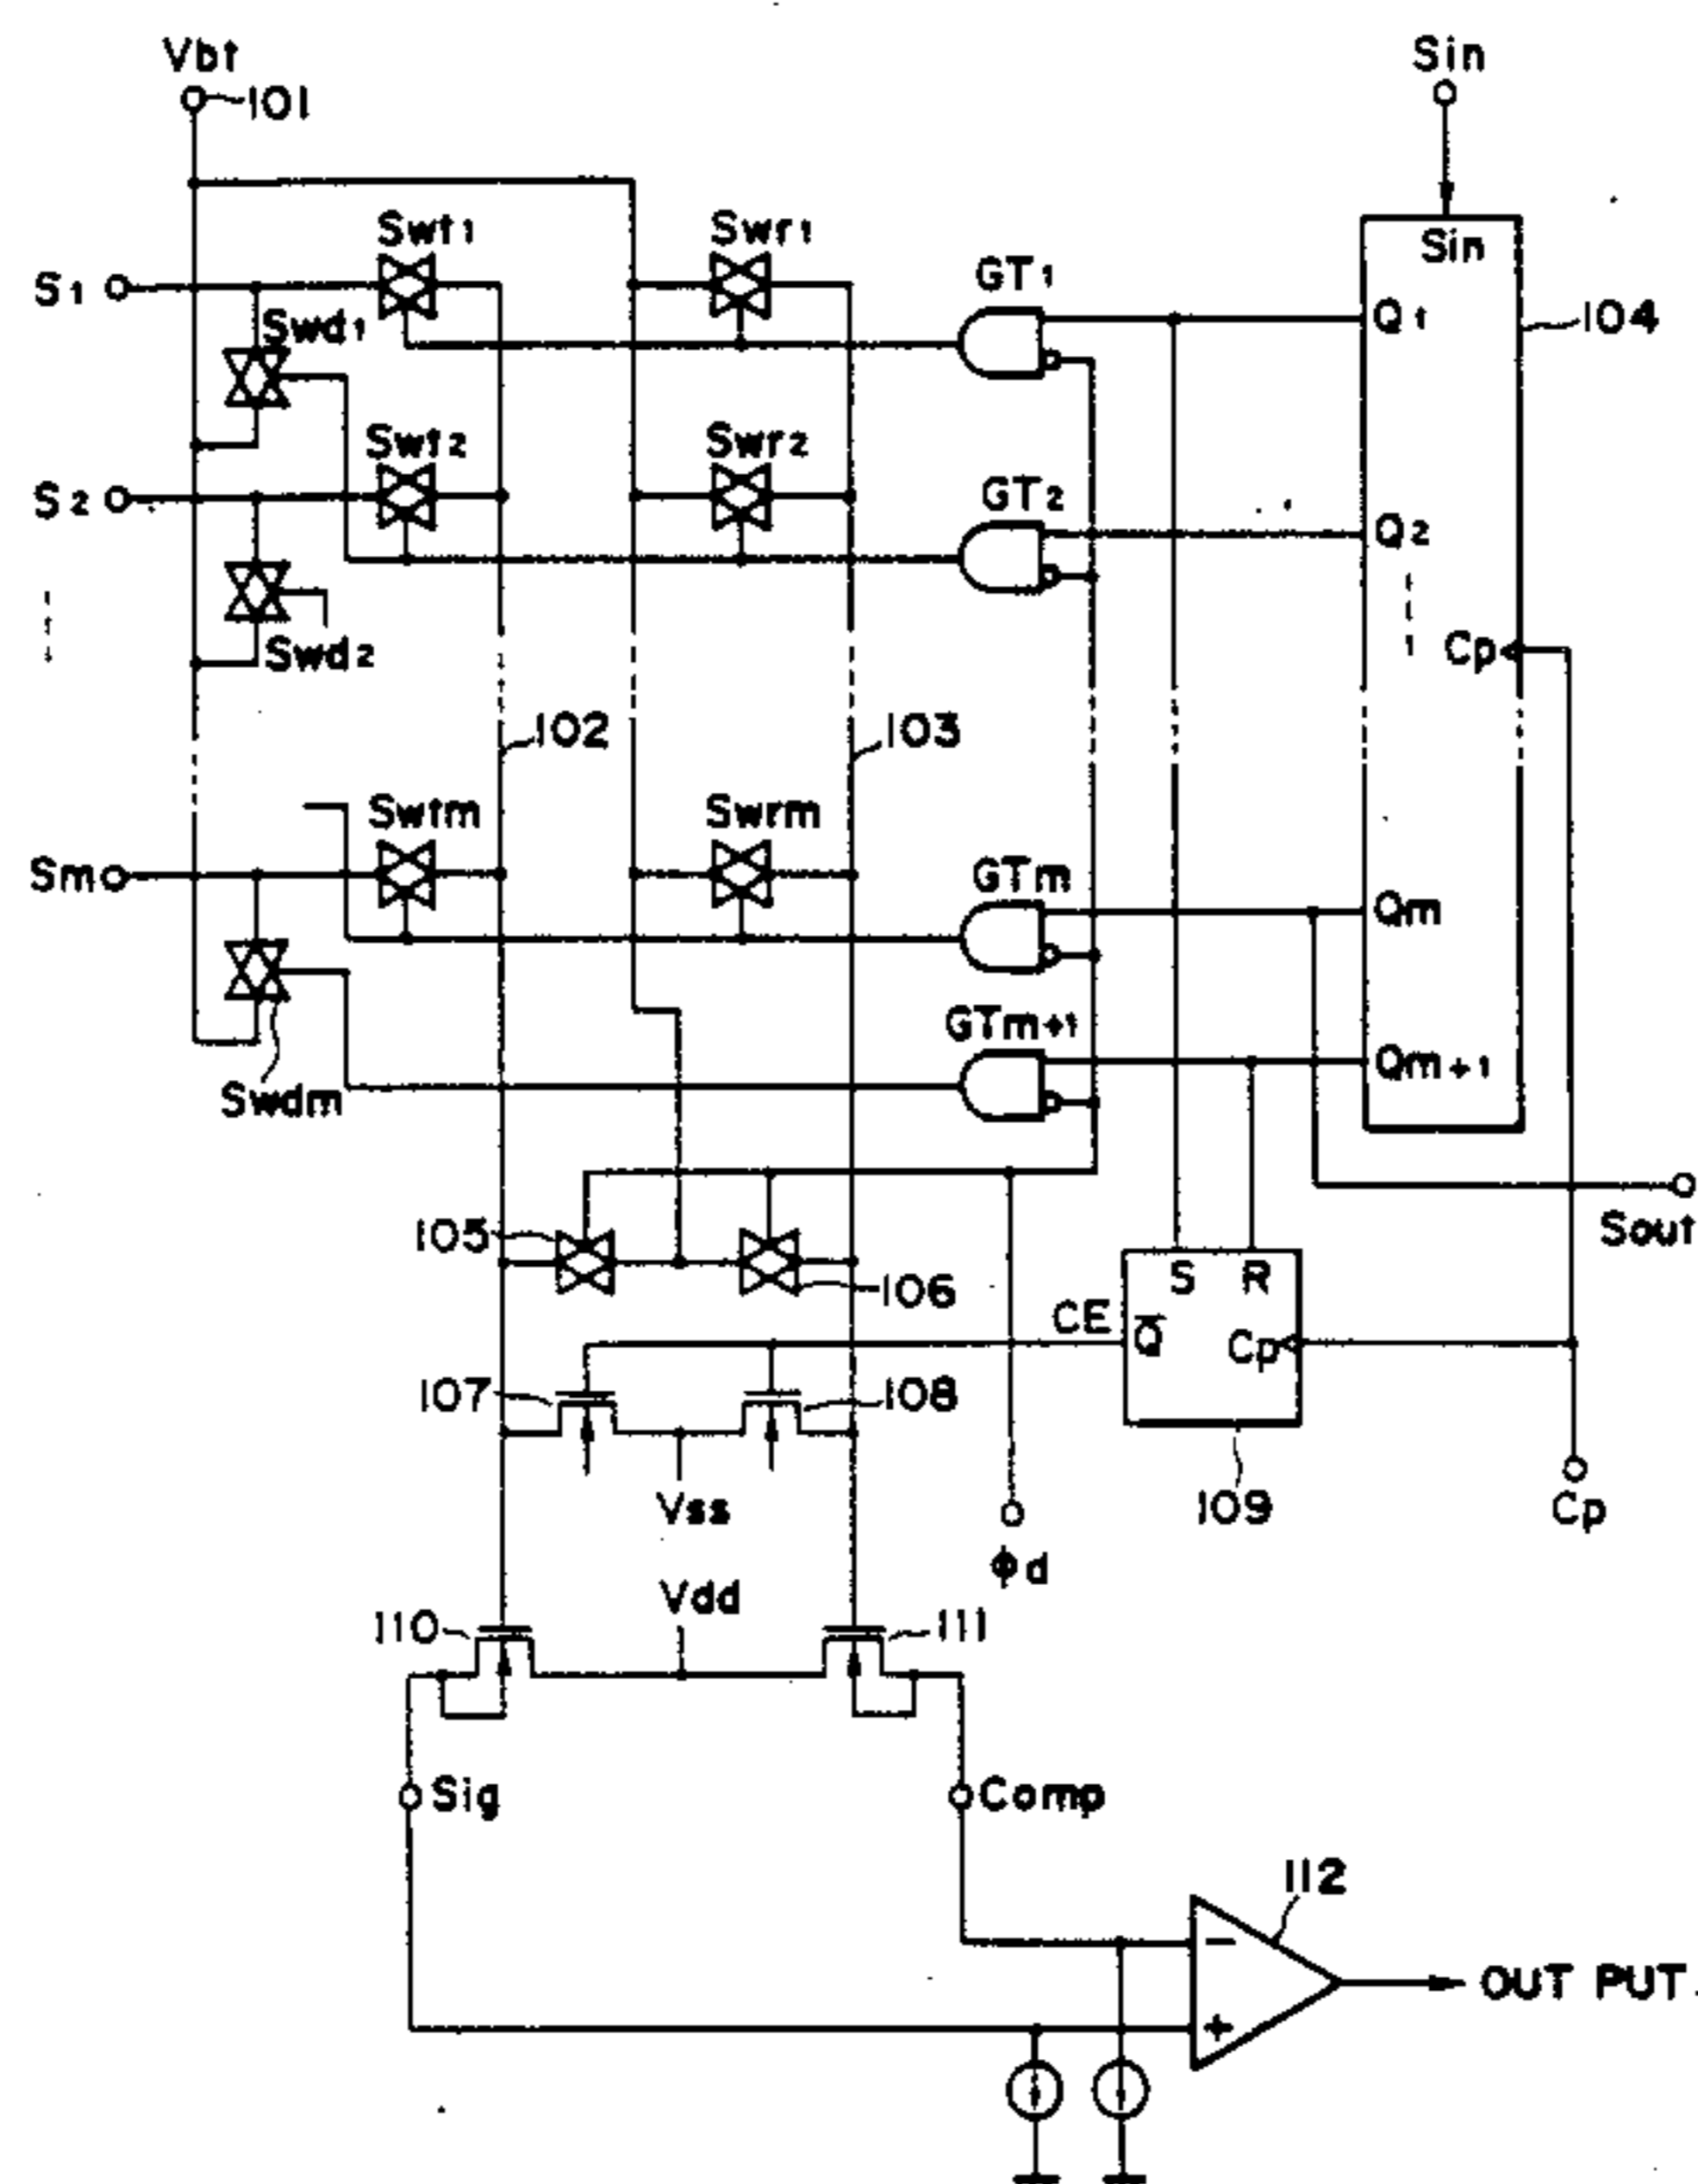 Vbt
101
Sin
Sin
Swt1
Swr1
GT1
S1
Q1
104
Swd1
Swt2
Swr2
GT2
S2
Q2
Swd2
Cp
102
103
Swtm
Swrm
GTm
Sm
Qm
GTm+1
Qm+1
Swdm
Sout
105
106
S
R
CE
Q̅
Cp
107
108
Vss
109
Cp
φd
Vdd
110
111
Sig
Comp
112
−
+
OUT PUT.